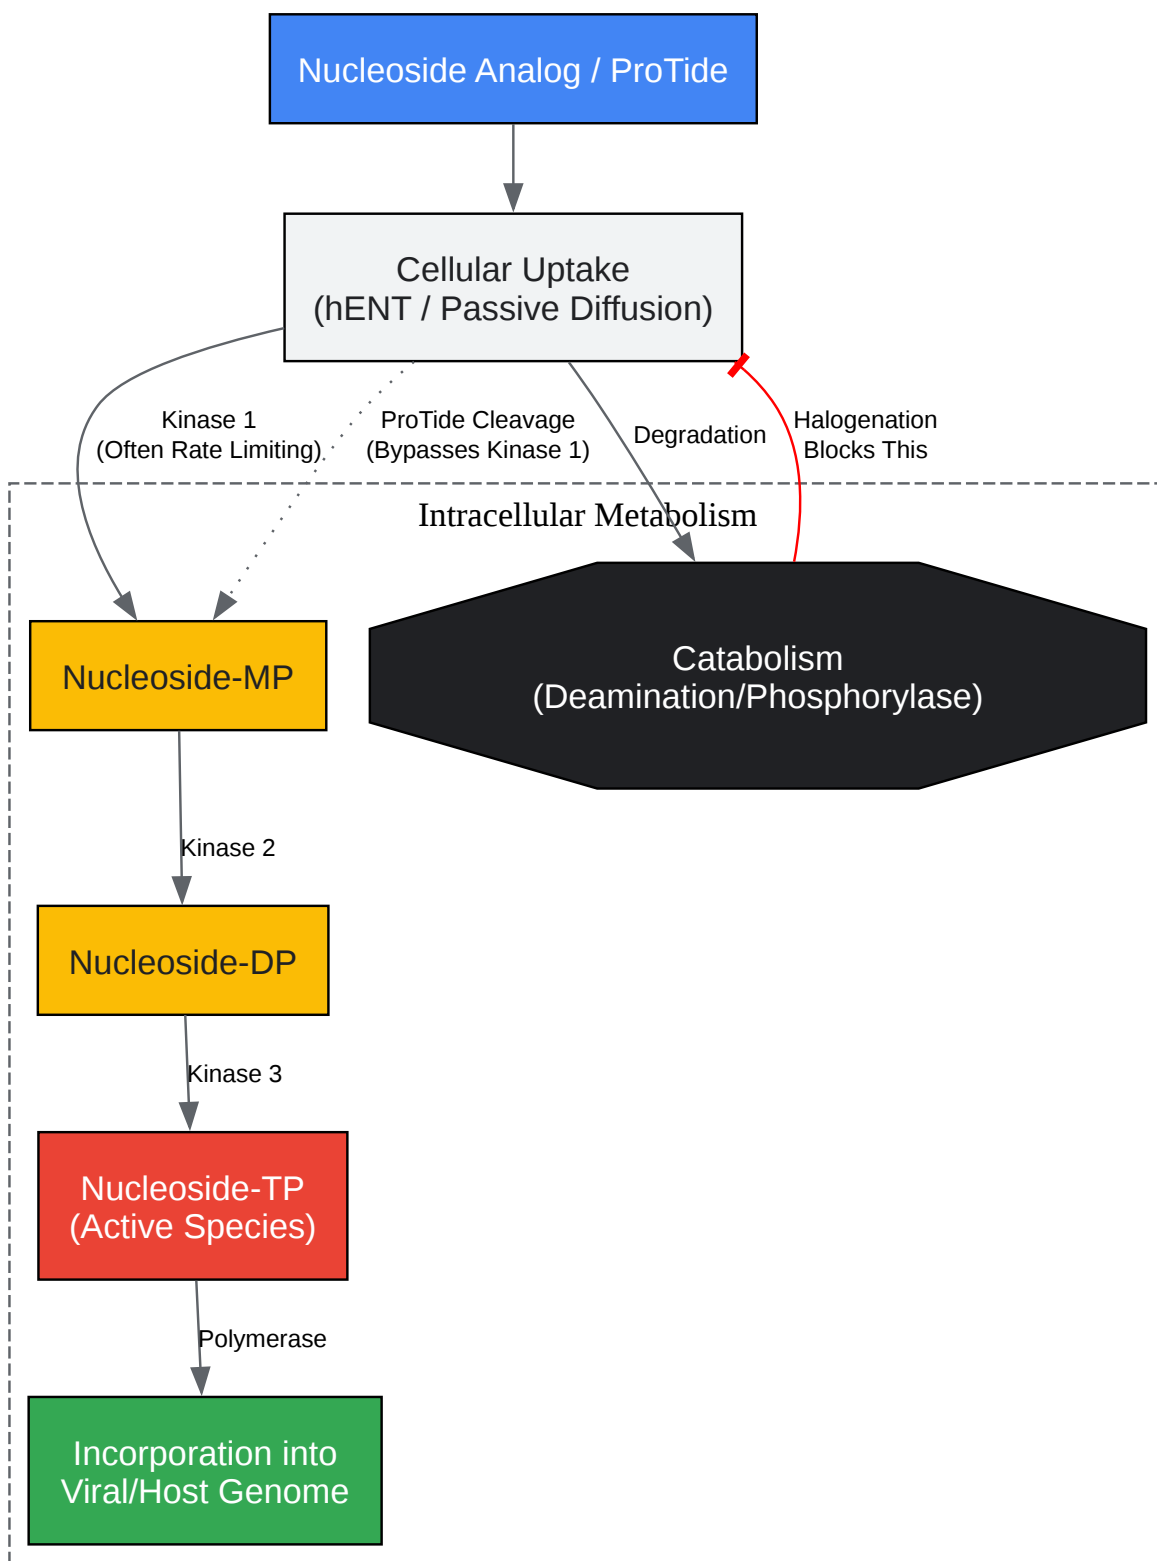 Nucleoside Analog / ProTide
Cellular Uptake
(hENT / Passive Diffusion)
Kinase 1
(Often Rate Limiting)
ProTide Cleavage
(Bypasses Kinase 1)
Degradation
Halogenation
Blocks This
Intracellular Metabolism
Nucleoside-MP
Catabolism
(Deamination/Phosphorylase)
Kinase 2
Nucleoside-DP
Kinase 3
Nucleoside-TP
(Active Species)
Polymerase
Incorporation into
Viral/Host Genome